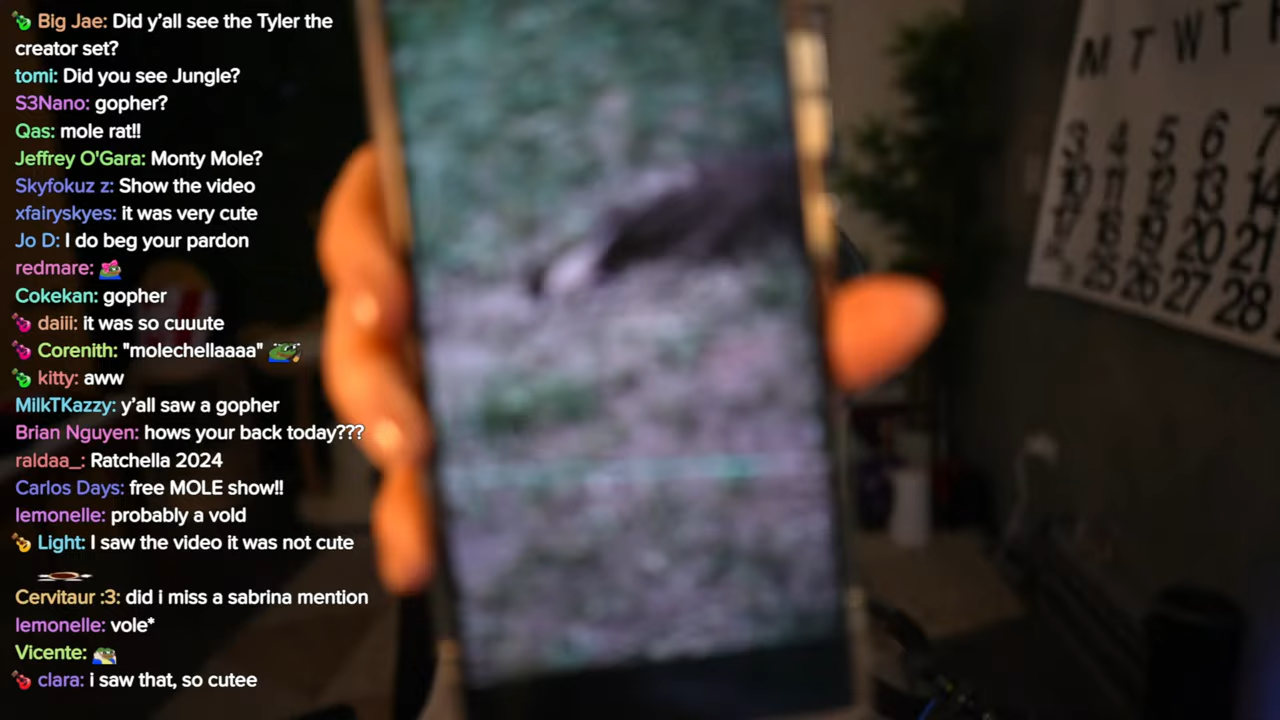 Big Jae: Did y'all see the Tyler the
creator set?
tomi: Did you see Jungle?
S3Nano: gopher?
Qas: mole rat!!
Jeffrey O'Gara: Monty Mole?
Skyfokuz z: Show the video
xfairyskyes: it was very cute
Jo D: I do beg your pardon
redmare:
Cokekan: gopher
daiii: it was so cuuute
Corenith: "molechellaaaa"
kitty: aww
MilkTKazzy: y'all saw a gopher
Brian Nguyen: hows your back today???
raldaa_: Ratchella 2024
Carlos Days: free MOLE show!!
lemonelle: probably a vold
Light: I saw the video it was not cute
Cervitaur :3: did i miss a sabrina mention
lemonelle: vole*
Vicente:
clara: i saw that, so cutee
M T W T
3 4 5 6 7
10 11 12 13 14
17 18 19 20 21
25 26 27 28